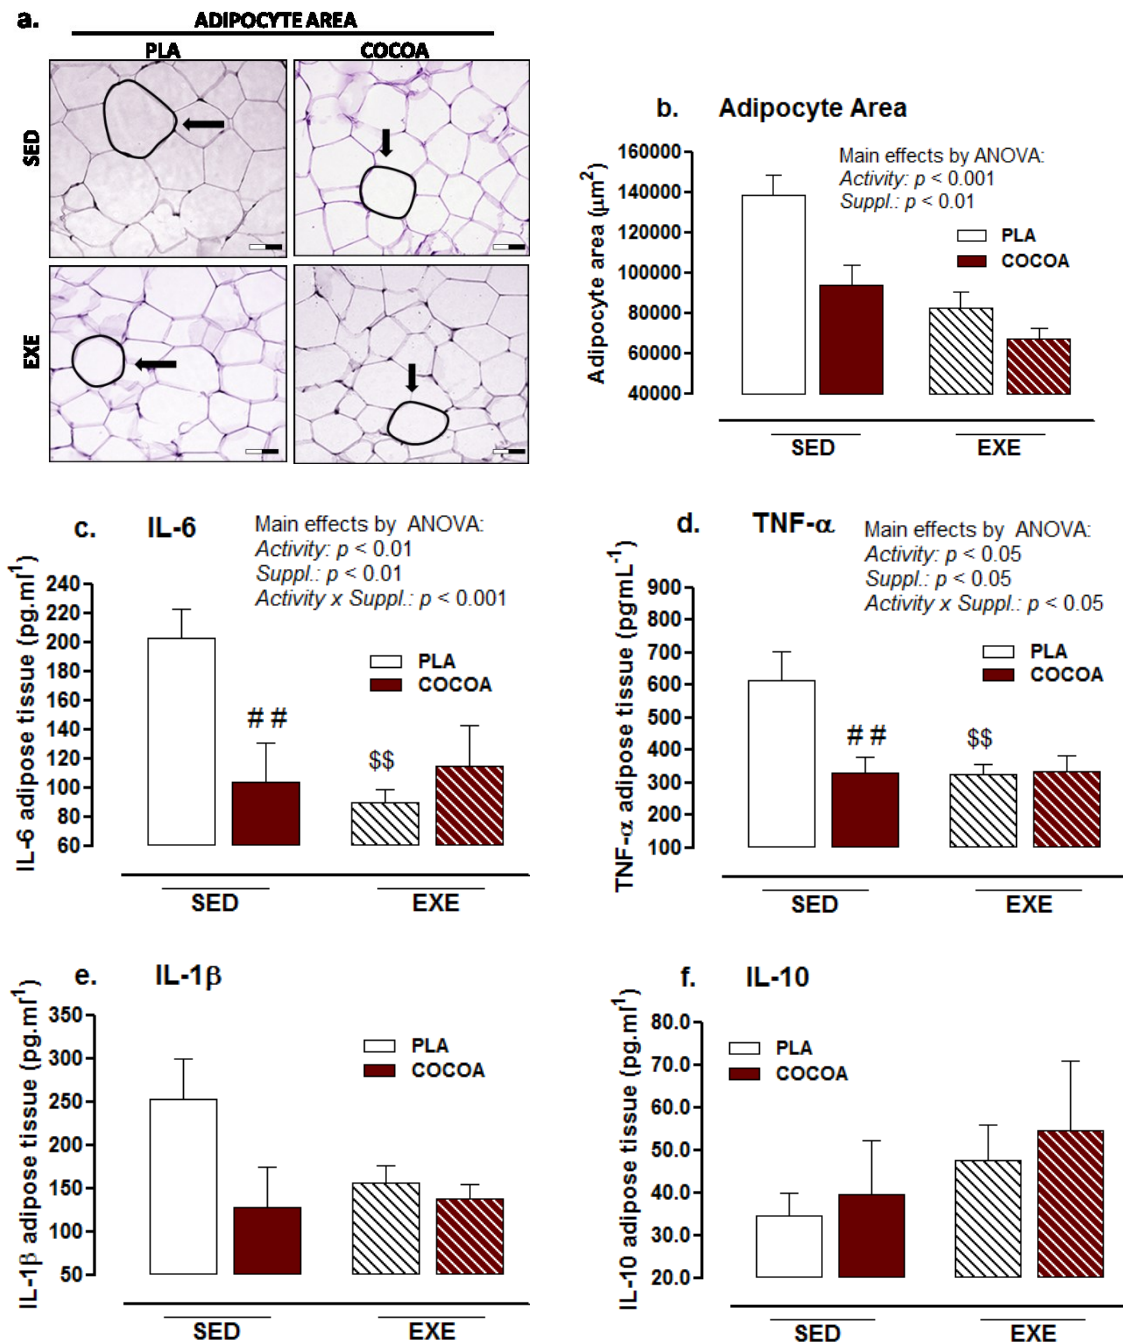 a.
ADIPOCYTE AREA
PLA
COCOA
SED
EXE
b. Adipocyte Area
Main effects by ANOVA:
Activity: p < 0.001
Suppl.: p < 0.01
PLA
COCOA
Adipocyte area (µm²)
160000
140000
120000
100000
80000
60000
40000
SED
EXE
c. IL-6
Main effects by ANOVA:
Activity: p < 0.01
Suppl.: p < 0.01
Activity x Suppl.: p < 0.001
PLA
COCOA
IL-6 adipose tissue (pg.ml¹)
240
220
200
180
160
140
120
100
80
60
# #
$$
SED
EXE
d. TNF-α
Main effects by ANOVA:
Activity: p < 0.05
Suppl.: p < 0.05
Activity x Suppl.: p < 0.05
PLA
COCOA
TNF-α adipose tissue (pgmL⁻¹)
900
800
700
600
500
400
300
200
100
# #
$$
SED
EXE
e. IL-1β
PLA
COCOA
IL-1β adipose tissue (pg.ml¹)
350
300
250
200
150
100
50
SED
EXE
f. IL-10
PLA
COCOA
IL-10 adipose tissue (pg.ml¹)
80.0
70.0
60.0
50.0
40.0
30.0
20.0
SED
EXE